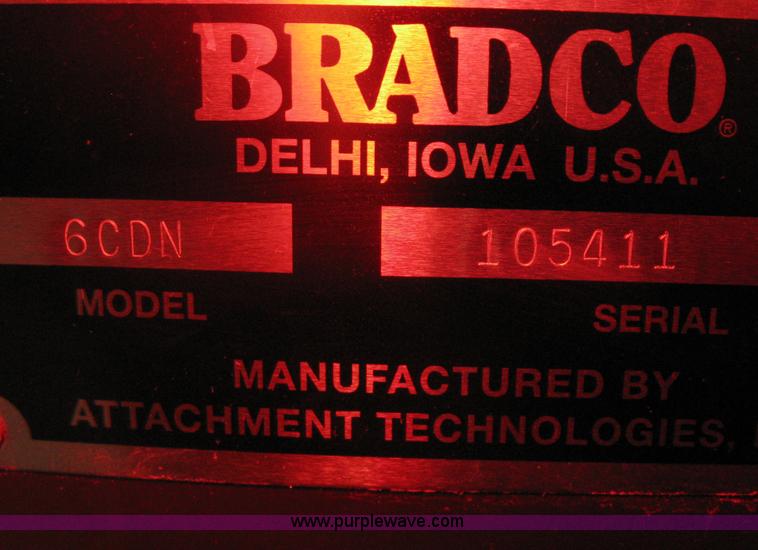 BRADCO®
DELHI, IOWA U.S.A.
6CDN 105411
MODEL SERIAL
MANUFACTURED BY
ATTACHMENT TECHNOLOGIES,
www.purplewave.com